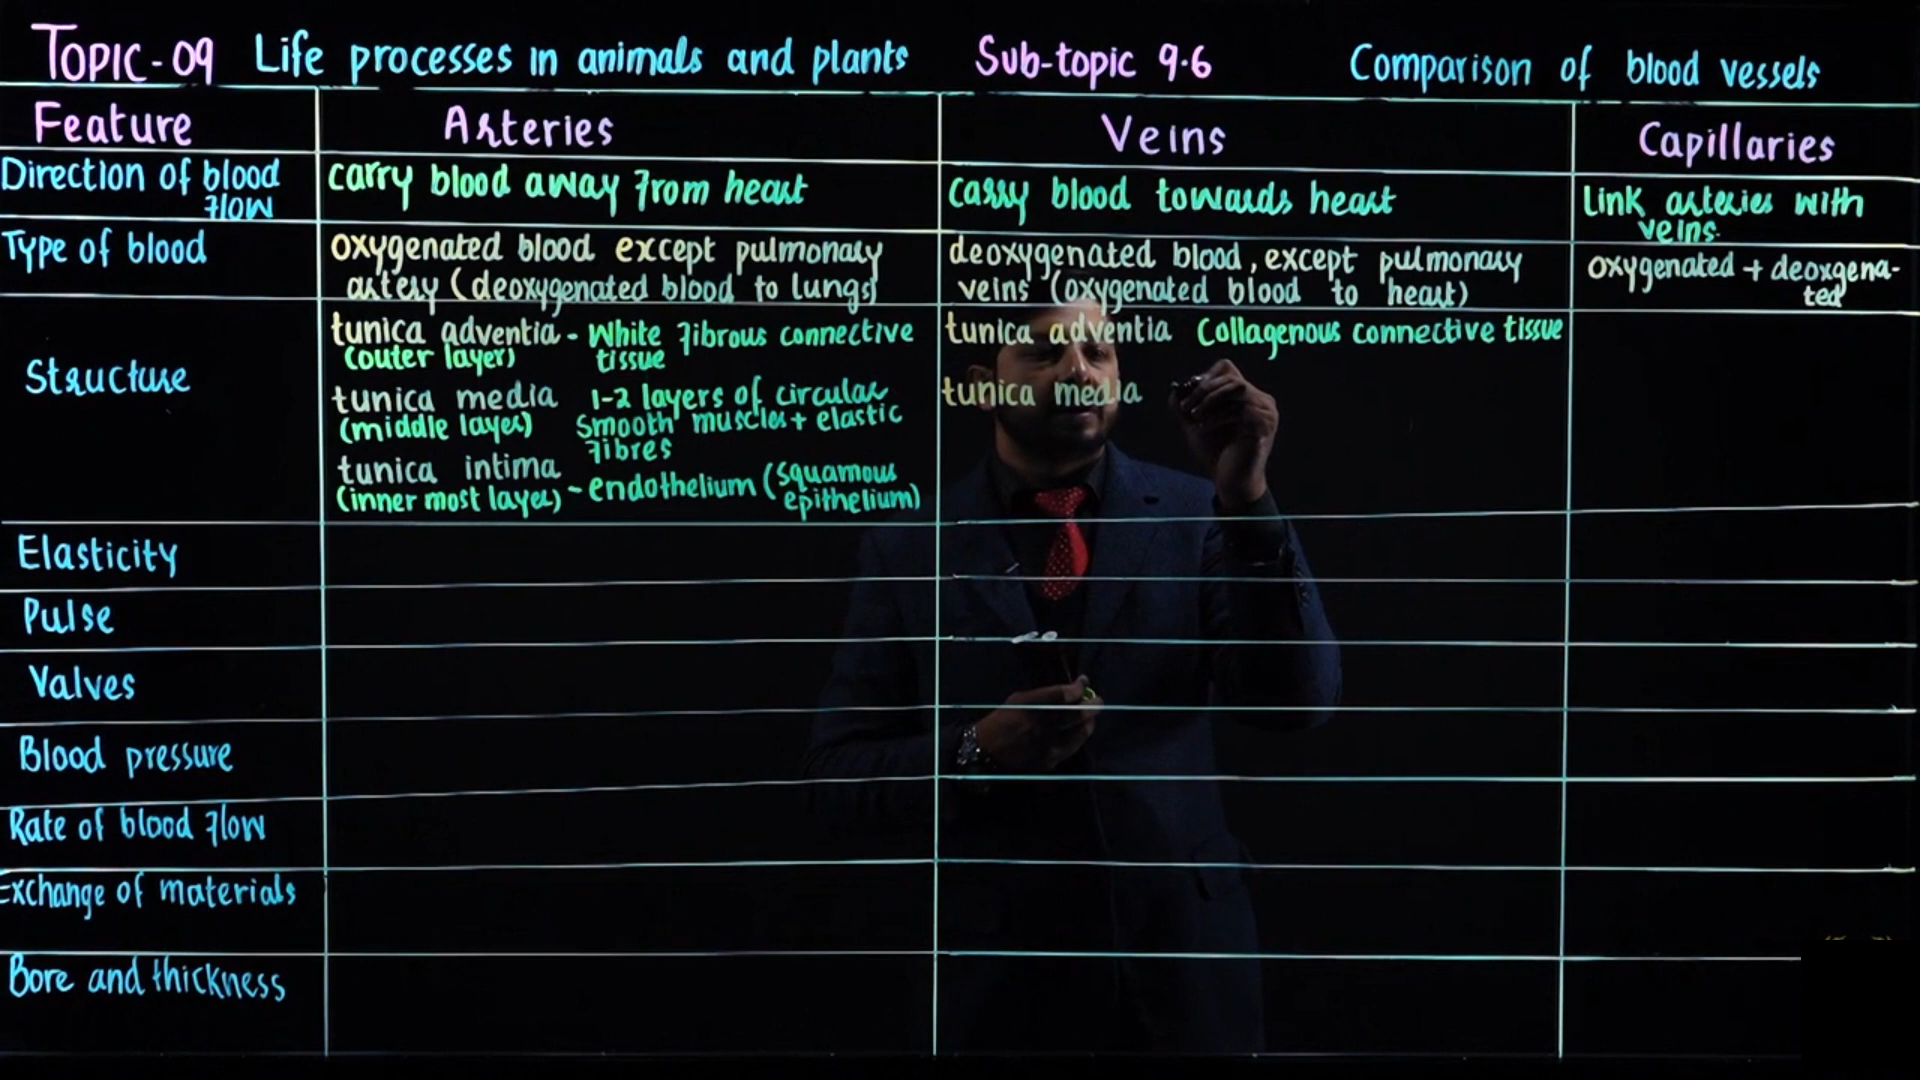 TOPIC-09 Life processes in animals and plants Sub-topic 9.6 Comparison of blood vessels
Feature Arteries Veins Capillaries
Direction of blood flow
carry blood away from heart
carry blood towards heart
Link arteries with
veins.
Type of blood
oxygenated blood except pulmonary
artery (deoxygenated blood to lungs)
deoxygenated blood, except pulmonary
veins (oxygenated blood to heart)
oxygenated + deoxgena-
ted
Structure
tunica adventia - White fibrous connective
(outer layer) tissue
tunica media 1-2 layers of circular
(middle layer) smooth muscles + elastic
fibres
tunica intima
(inner most layer) - endothelium (squamous
epithelium)
tunica adventia Collagenous connective tissue
tunica media
Elasticity
Pulse
Valves
Blood pressure
Rate of blood flow
Exchange of materials
Bore and thickness